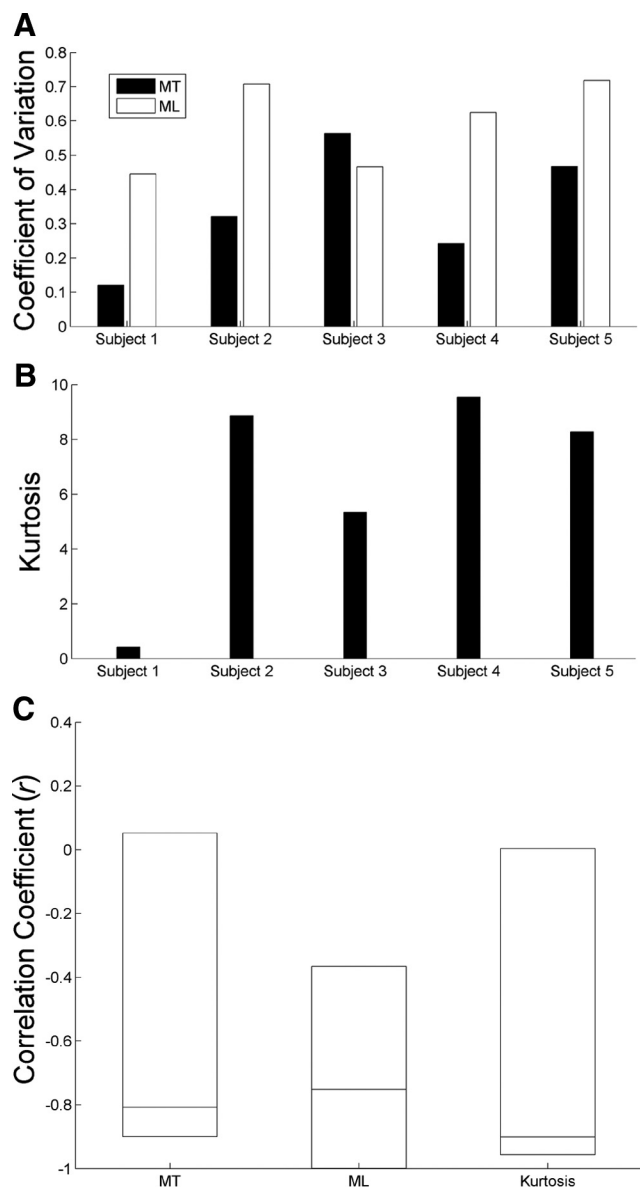 A
Coefficient of Variation
0.8
0.7
0.6
0.5
0.4
0.3
0.2
0.1
0
MT
ML
Subject 1 Subject 2 Subject 3 Subject 4 Subject 5
B
Kurtosis
10
8
6
4
2
0
Subject 1 Subject 2 Subject 3 Subject 4 Subject 5
C
Correlation Coefficient (r)
0.4
0.2
0
-0.2
-0.4
-0.6
-0.8
-1
MT ML Kurtosis